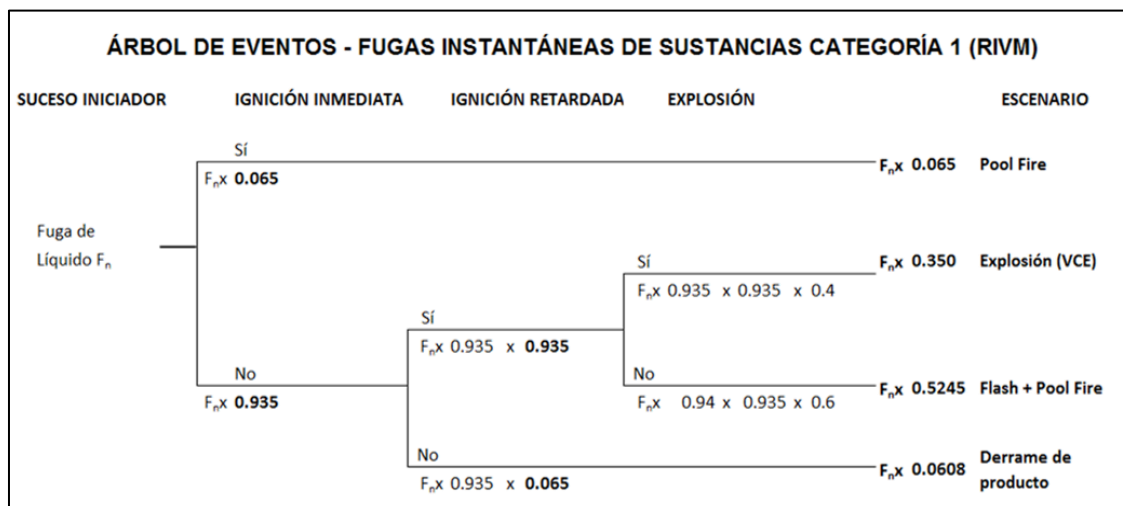 ÁRBOL DE EVENTOS - FUGAS INSTANTÁNEAS DE SUSTANCIAS CATEGORÍA 1 (RIVM)
SUCESO INICIADOR IGNICIÓN INMEDIATA IGNICIÓN RETARDADA EXPLOSIÓN ESCENARIO
Sí
Fnx 0.065
Fnx 0.065 Pool Fire
Fuga de
Líquido Fn
Sí
Fnx 0.935 x 0.935 x 0.4
Fnx 0.350 Explosión (VCE)
Sí
Fnx 0.935 x 0.935
No
Fnx 0.935
No
Fnx 0.94 x 0.935 x 0.6
Fnx 0.5245 Flash + Pool Fire
No
Fnx 0.935 x 0.065
Fnx 0.0608 Derrame de
producto